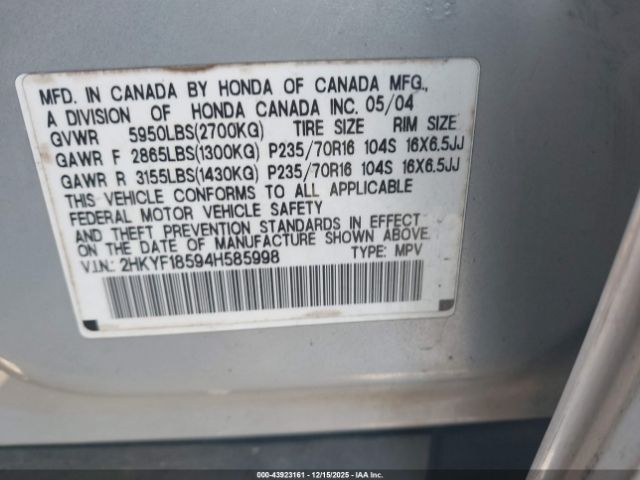 MFD. IN CANADA BY HONDA OF CANADA MFG.,
A DIVISION OF HONDA CANADA INC. 05/04
GVWR 5950LBS(2700KG) TIRE SIZE RIM SIZE
GAWR F 2865LBS(1300KG) P235/70R16 104S 16X6.5JJ
GAWR R 3155LBS(1430KG) P235/70R16 104S 16X6.5JJ
THIS VEHICLE CONFORMS TO ALL APPLICABLE
FEDERAL MOTOR VEHICLE SAFETY
AND THEFT PREVENTION STANDARDS IN EFFECT
ON THE DATE OF MANUFACTURE SHOWN ABOVE.
V.I.N.: 2HKYF18594H585998 TYPE: MPV
000-43923161 - 12/15/2025 - IAAI, Inc.